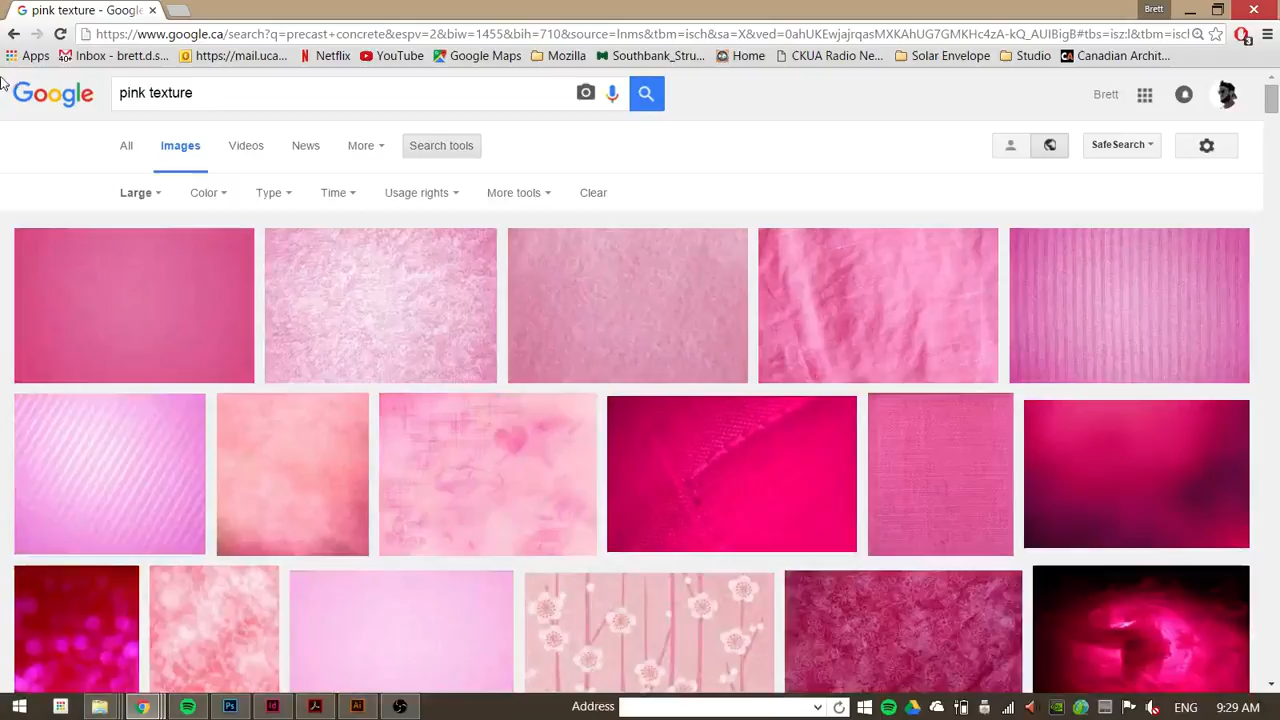 pink texture - Google
Brett
https://www.google.ca/search?q=precast+concrete&espv=2&biw=1455&bih=710&source=lnms&tbm=isch&sa=X&ved=0ahUKEwjajrqasMXKAhUG7GMKHc4zA-kQ_AUIBigB#tbs=isz:l&tbm=iscl
Apps
Inbox - brett.d.s...
https://mail.uca...
Netflix
YouTube
Google Maps
Mozilla
Southbank_Stru...
Home
CKUA Radio Ne...
Solar Envelope
Studio
Canadian Archit...
Google
pink texture
Brett
All
Images
Videos
News
More
Search tools
SafeSearch
Large
Color
Type
Time
Usage rights
More tools
Clear
Address
ENG
9:29 AM